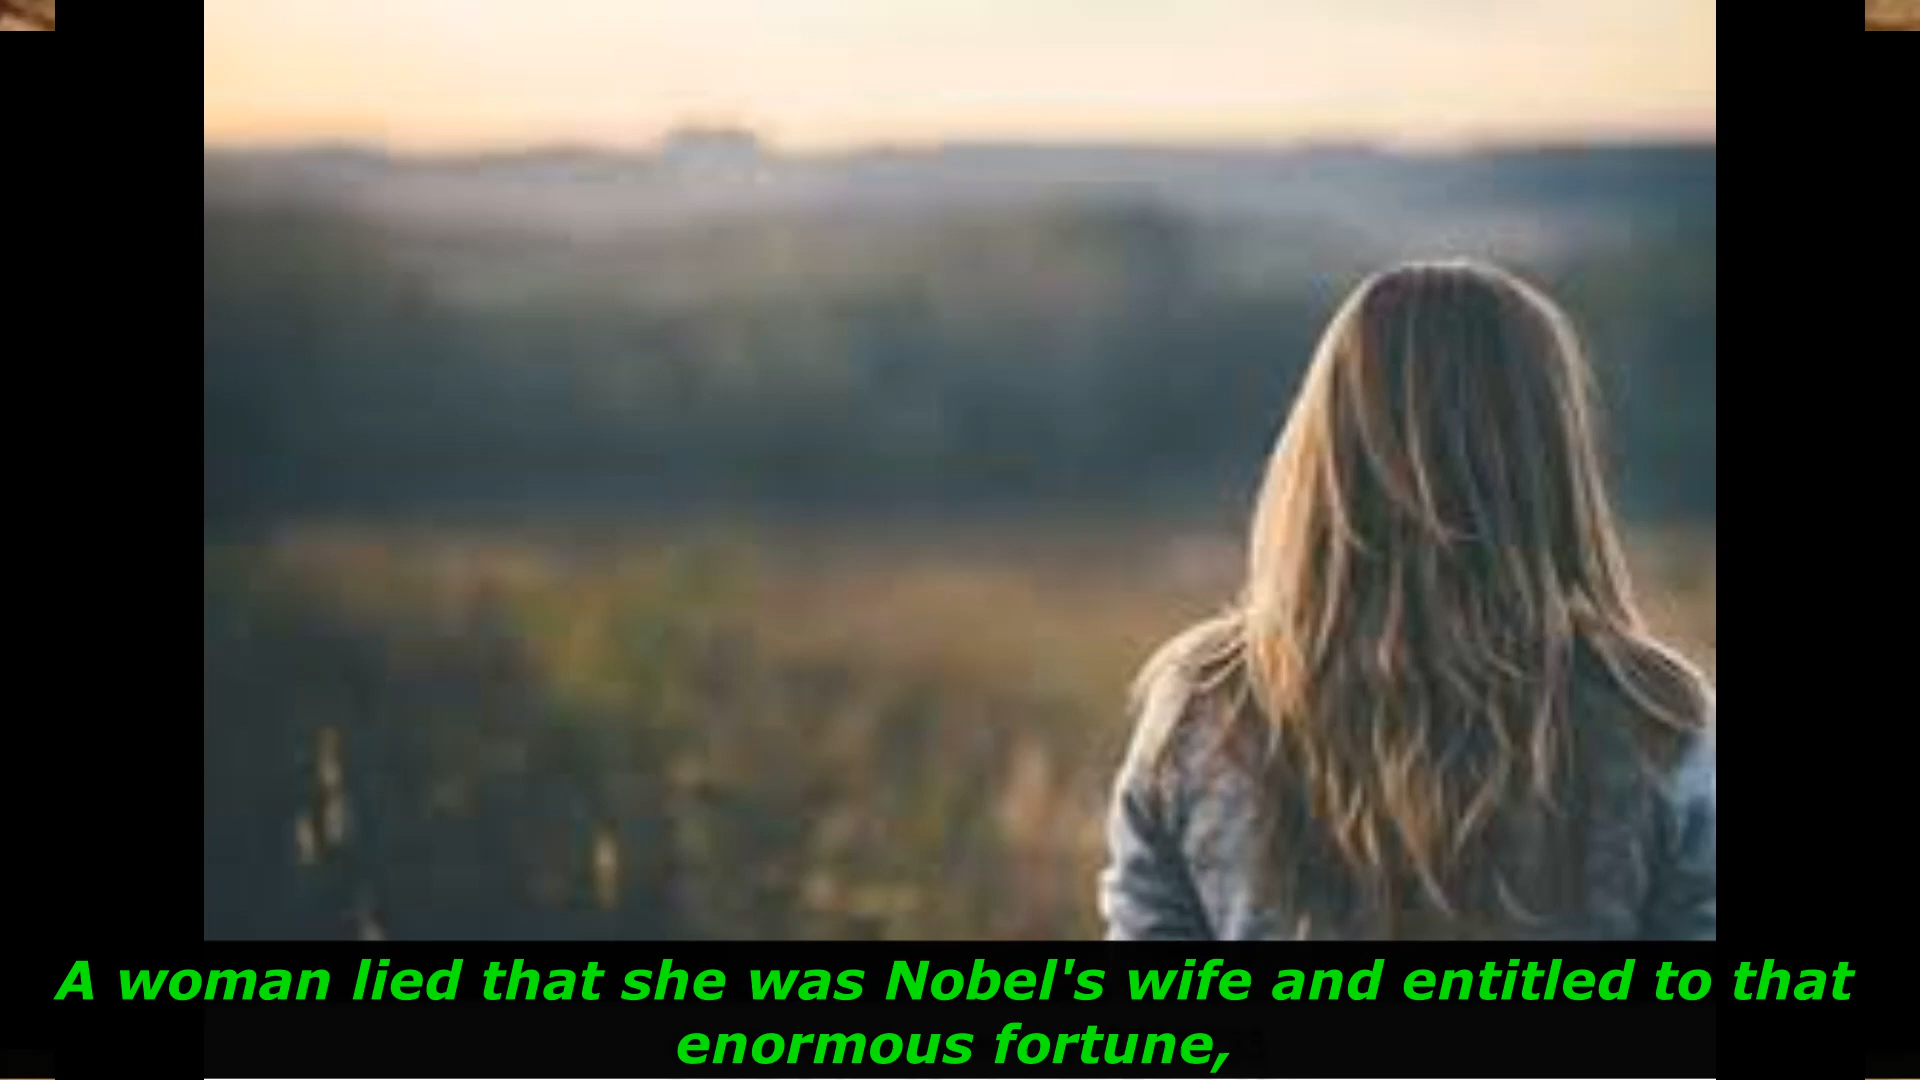 A woman lied that she was Nobel's wife and entitled to that
enormous fortune,